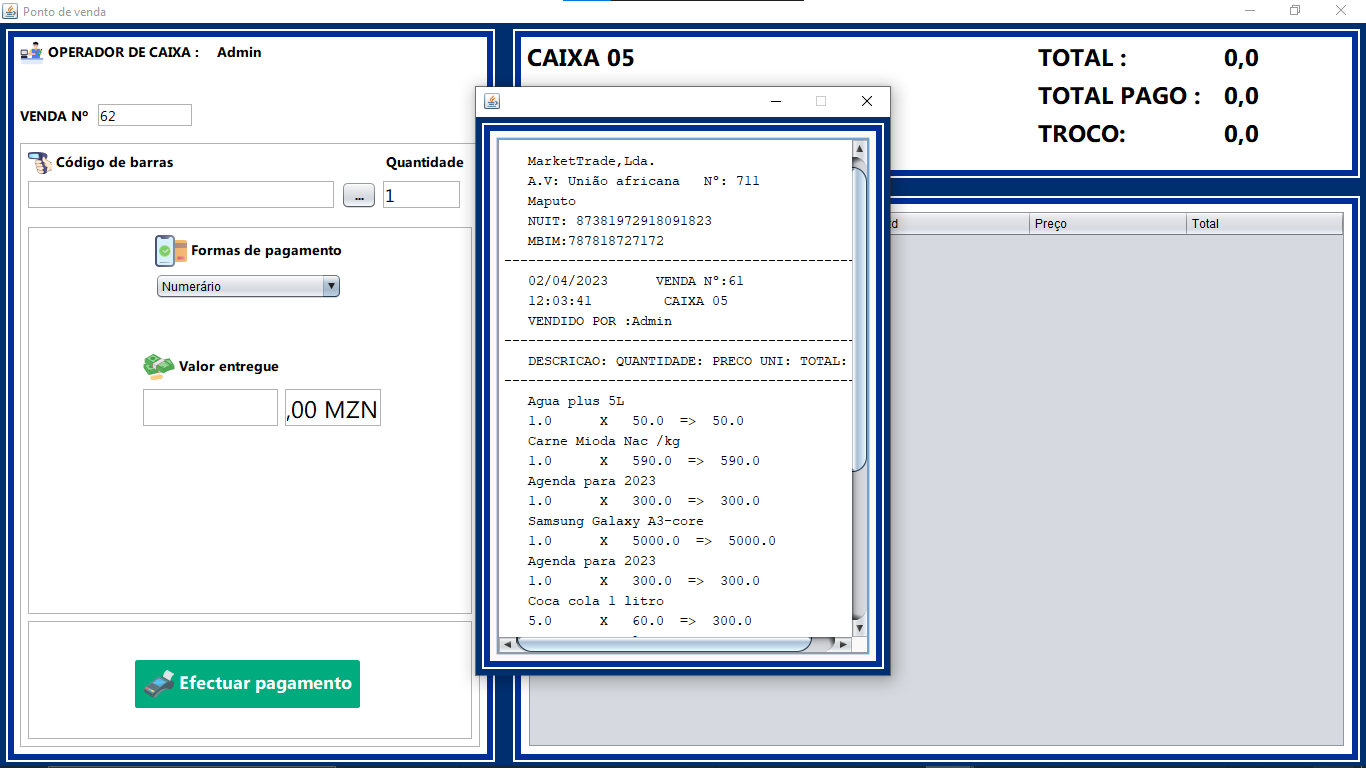 Ponto de venda
OPERADOR DE CAIXA : Admin
VENDA Nº 62
Código de barras Quantidade
... 1
Formas de pagamento
Numerário
Valor entregue
,00 MZN
Efectuar pagamento
CAIXA 05
TOTAL : 0,0
TOTAL PAGO : 0,0
TROCO: 0,0
Preço Total
MarketTrade,Lda.
A.V: União africana Nº: 711
Maputo
NUIT: 87381972918091823
MBIM:787818727172
--------------------------------------------
02/04/2023 VENDA Nº:61
12:03:41 CAIXA 05
VENDIDO POR :Admin
--------------------------------------------
DESCRICAO: QUANTIDADE: PRECO UNI: TOTAL:
--------------------------------------------
Agua plus 5L
1.0 X 50.0 => 50.0
Carne Mioda Nac /kg
1.0 X 590.0 => 590.0
Agenda para 2023
1.0 X 300.0 => 300.0
Samsung Galaxy A3-core
1.0 X 5000.0 => 5000.0
Agenda para 2023
1.0 X 300.0 => 300.0
Coca cola 1 litro
5.0 X 60.0 => 300.0